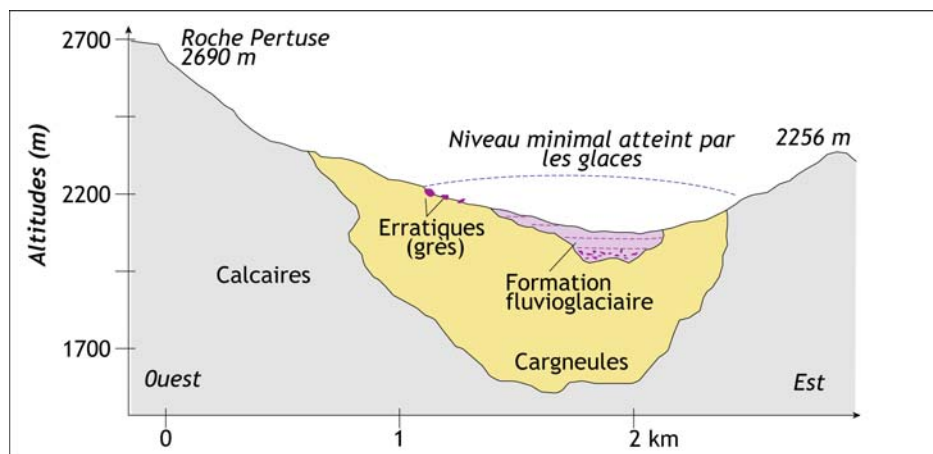 2700
Roche Pertuse
2690 m
Niveau minimal atteint par
les glaces
2256 m
Altitudes (m)
2200
Erratiques
(grès)
Calcaires
Formation
fluvioglaciaire
1700
Cargneules
Ouest
Est
0
1
2 km